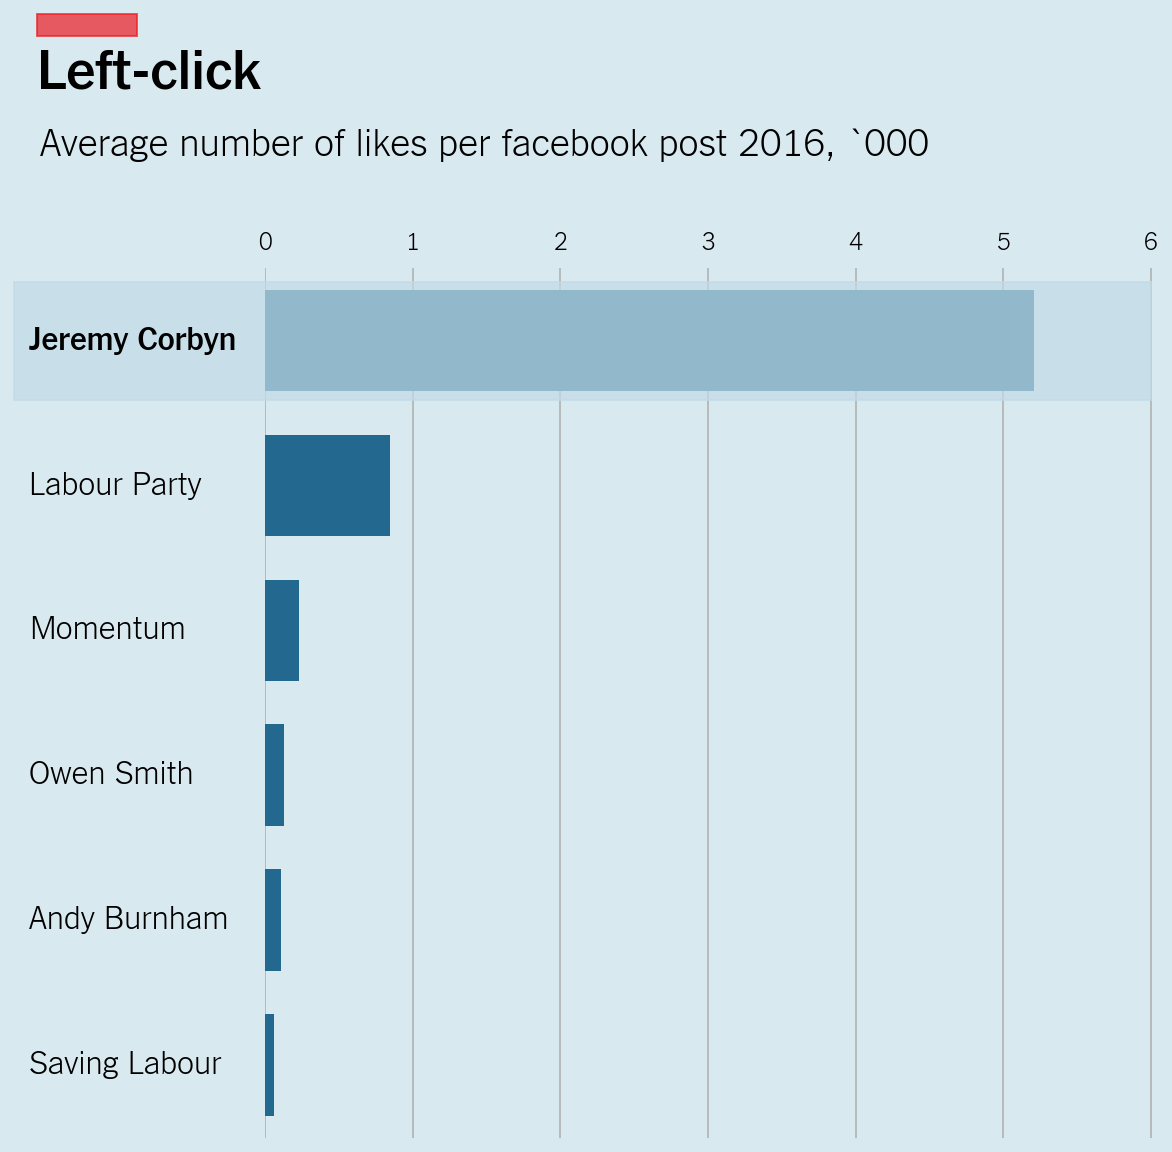 Left-click
Average number of likes per facebook post 2016, `000
0 1 2 3 4 5 6
Jeremy Corbyn
Labour Party
Momentum
Owen Smith
Andy Burnham
Saving Labour